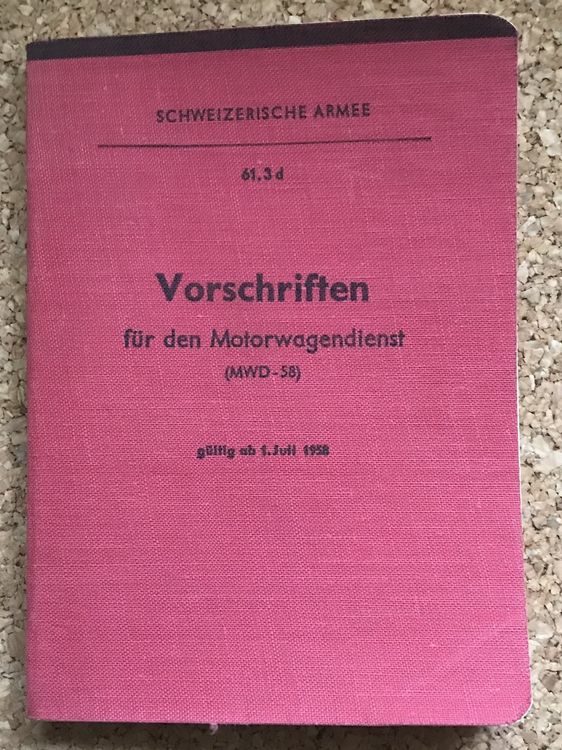 SCHWEIZERISCHE ARMEE
61.3 d
Vorschriften
für den Motorwagendienst
(MWD-58)
gültig ab 1. Juli 1958